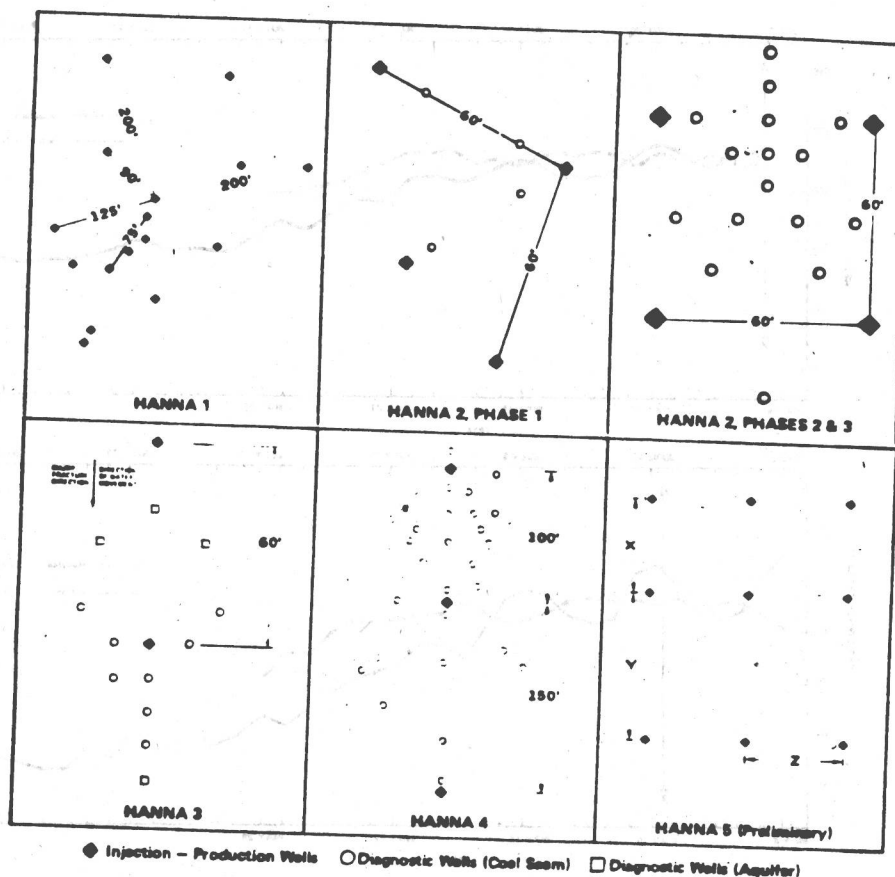 200'
90'
200'
125'
75'
HANNA 1
60'
60'
HANNA 2, PHASE 1
60'
60'
HANNA 2, PHASES 2 & 3
DIRECTION
60'
HANNA 3
100'
150'
HANNA 4
X
Y
Z
HANNA 5 (Preliminary)
Injection – Production Wells
Diagnostic Wells (Coal Seam)
Diagnostic Wells (Aquifer)